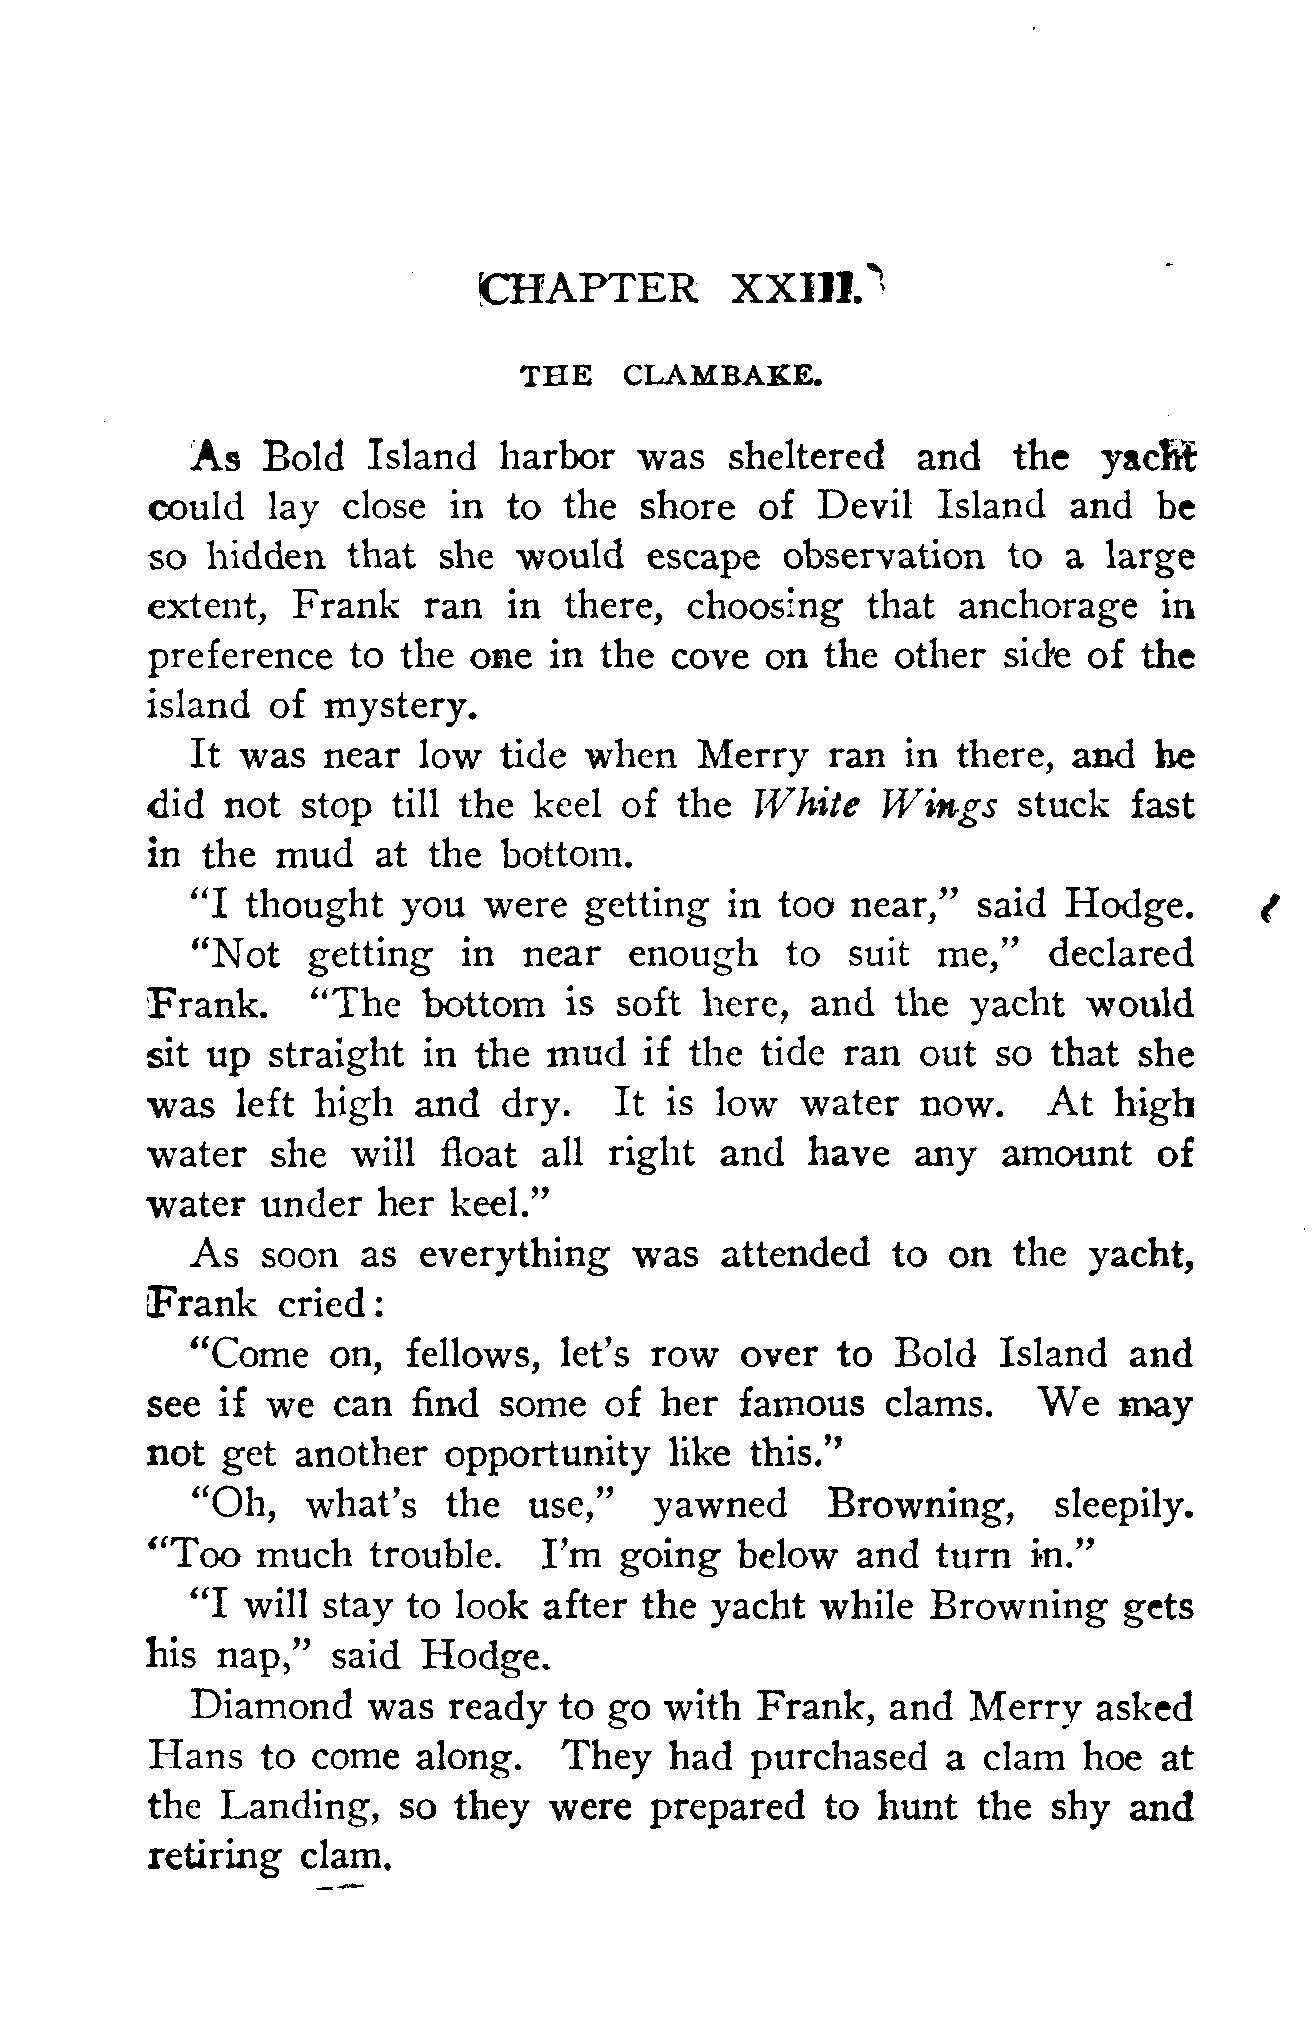 CHAPTER XXIII.
THE CLAMBAKE.
As Bold Island harbor was sheltered and the yacht
could lay close in to the shore of Devil Island and be
so hidden that she would escape observation to a large
extent, Frank ran in there, choosing that anchorage in
preference to the one in the cove on the other side of the
island of mystery.
It was near low tide when Merry ran in there, and he
did not stop till the keel of the White Wings stuck fast
in the mud at the bottom.
“I thought you were getting in too near,” said Hodge.
“Not getting in near enough to suit me,” declared
Frank. “The bottom is soft here, and the yacht would
sit up straight in the mud if the tide ran out so that she
was left high and dry. It is low water now. At high
water she will float all right and have any amount of
water under her keel.”
As soon as everything was attended to on the yacht,
Frank cried:
“Come on, fellows, let's row over to Bold Island and
see if we can find some of her famous clams. We may
not get another opportunity like this.”
“Oh, what's the use,” yawned Browning, sleepily.
“Too much trouble. I'm going below and turn in.”
“I will stay to look after the yacht while Browning gets
his nap,” said Hodge.
Diamond was ready to go with Frank, and Merry asked
Hans to come along. They had purchased a clam hoe at
the Landing, so they were prepared to hunt the shy and
retiring clam.